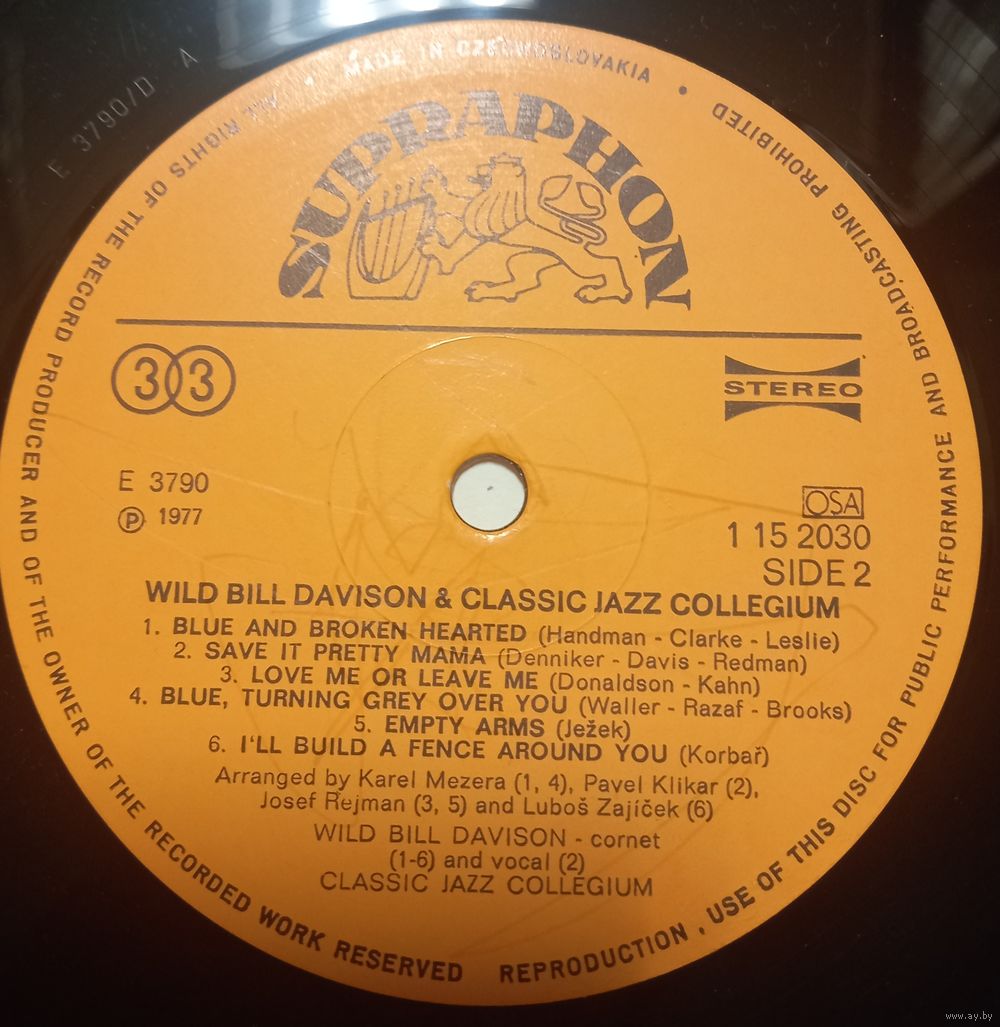 MADE IN CZECHOSLOVAKIA
ALL RIGHTS OF THE RECORD PRODUCER AND OF THE OWNER OF THE RECORDED WORK RESERVED
REPRODUCTION, USE OF THIS DISC FOR PUBLIC PERFORMANCE AND BROADCASTING PROHIBITED
E 3790/D A
SUPRAPHON
33
STEREO
E 3790
Ⓟ 1977
OSA
1 15 2030
SIDE 2
WILD BILL DAVISON & CLASSIC JAZZ COLLEGIUM
1. BLUE AND BROKEN HEARTED (Handman - Clarke - Leslie)
2. SAVE IT PRETTY MAMA (Denniker - Davis - Redman)
3. LOVE ME OR LEAVE ME (Donaldson - Kahn)
4. BLUE, TURNING GREY OVER YOU (Waller - Razaf - Brooks)
5. EMPTY ARMS (Ježek)
6. I'LL BUILD A FENCE AROUND YOU (Korbař)
Arranged by Karel Mezera (1, 4), Pavel Klikar (2),
Josef Rejman (3, 5) and Luboš Zajíček (6)
WILD BILL DAVISON - cornet
(1-6) and vocal (2)
CLASSIC JAZZ COLLEGIUM
www.ay.by